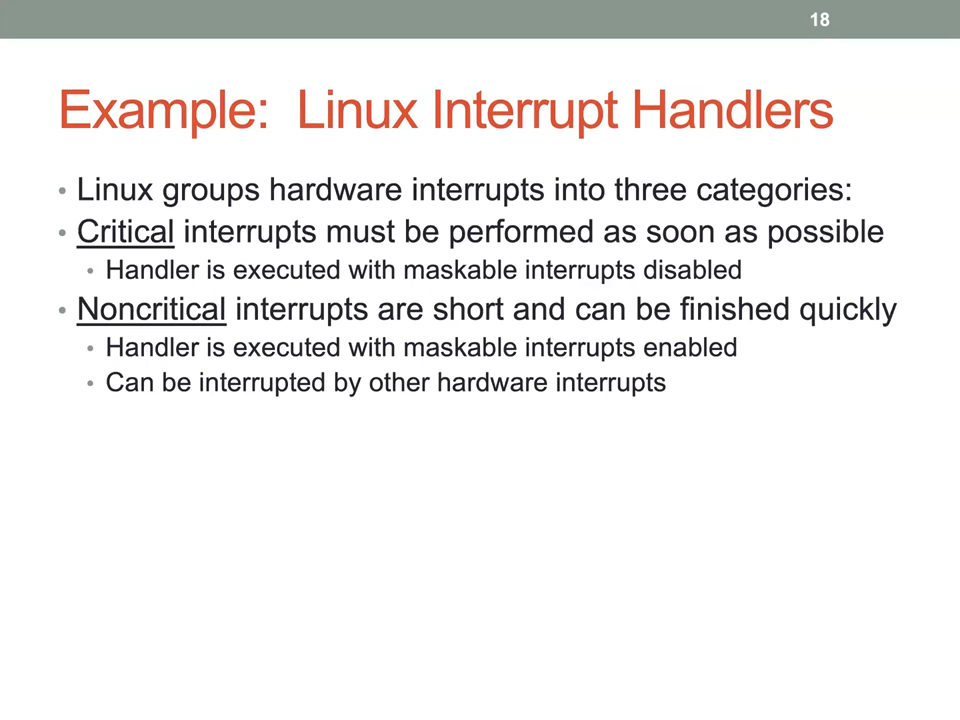 18
Example: Linux Interrupt Handlers
• Linux groups hardware interrupts into three categories:
• Critical interrupts must be performed as soon as possible
• Handler is executed with maskable interrupts disabled
• Noncritical interrupts are short and can be finished quickly
• Handler is executed with maskable interrupts enabled
• Can be interrupted by other hardware interrupts